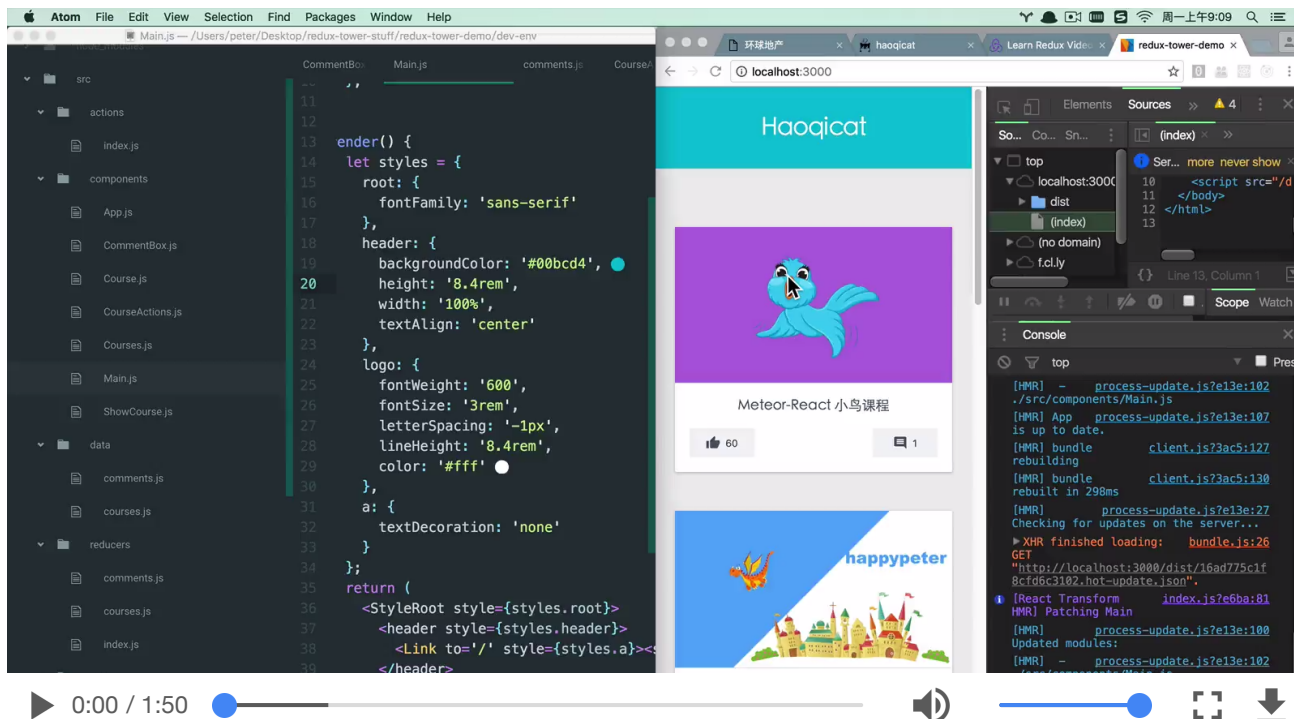 Atom File Edit View Selection Find Packages Window Help 周一上午9:09
Main.js — /Users/peter/Desktop/redux-tower-stuff/redux-tower-demo/dev-env
node_modules
src
actions
index.js
components
App.js
CommentBox.js
Course.js
CourseActions.js
Courses.js
Main.js
ShowCourse.js
data
comments.js
courses.js
reducers
comments.js
courses.js
index.js
CommentBo Main.js comments.js CourseA
11
12
13 ender() {
14 let styles = {
15 root: {
16 fontFamily: 'sans-serif'
17 },
18 header: {
19 backgroundColor: '#00bcd4',
20 height: '8.4rem',
21 width: '100%',
22 textAlign: 'center'
23 },
24 logo: {
25 fontWeight: '600',
26 fontSize: '3rem',
27 letterSpacing: '-1px',
28 lineHeight: '8.4rem',
29 color: '#fff'
30 },
31 a: {
32 textDecoration: 'none'
33 }
34 };
35 return (
36 <StyleRoot style={styles.root}>
37 <header style={styles.header}>
38 <Link to='/' style={styles.a}><s
39 </header>
环球地产 × haoqicat × Learn Redux Video × redux-tower-demo ×
localhost:3000
Haoqicat
Meteor-React 小鸟课程
60 1
happypeter
Elements Sources » 4
So... Co... Sn... (index) × »
top
localhost:3000
dist
(index)
(no domain)
f.cl.ly
Ser... more never show
10 <script src="/d
11 </body>
12 </html>
13
{} Line 13, Column 1
Scope Watch
Console
top Pres
[HMR] - process-update.js?e13e:102
./src/components/Main.js
[HMR] App process-update.js?e13e:107
is up to date.
[HMR] bundle client.js?3ac5:127
rebuilding
[HMR] bundle client.js?3ac5:130
rebuilt in 298ms
[HMR] process-update.js?e13e:27
Checking for updates on the server...
XHR finished loading: bundle.js:26
GET
"http://localhost:3000/dist/16ad775c1f
8cfd6c3102.hot-update.json".
[React Transform index.js?e6ba:81
HMR] Patching Main
[HMR] process-update.js?e13e:100
Updated modules:
[HMR] - process-update.js?e13e:102
0:00 / 1:50